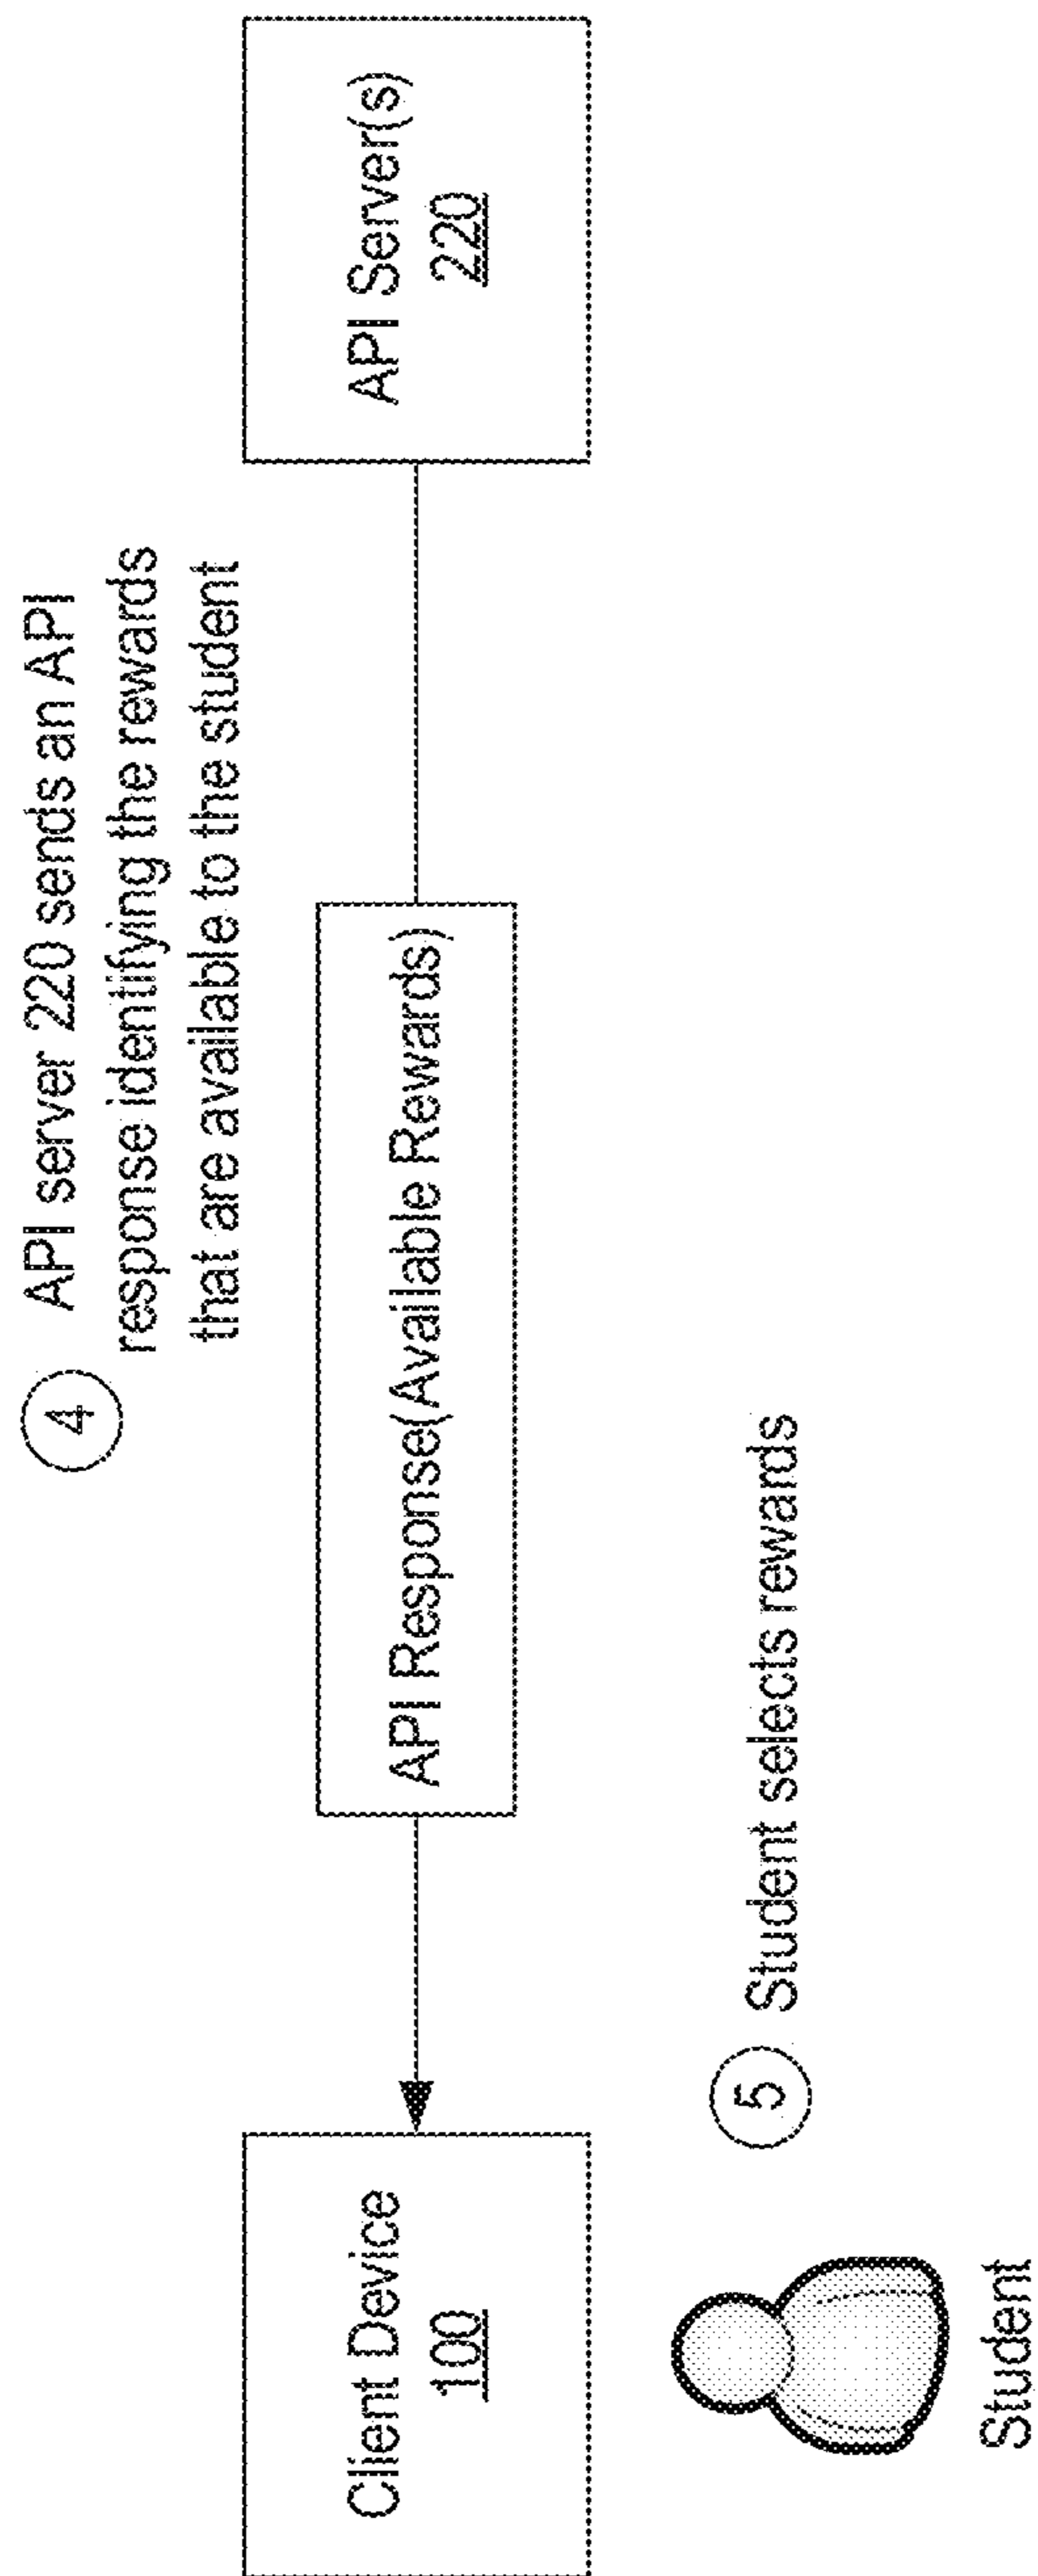 4
API server 220 sends an API
response identifying the rewards
that are available to the student
Client Device
100
API Response(Available Rewards)
API Server(s)
220
5
Student selects rewards
Student